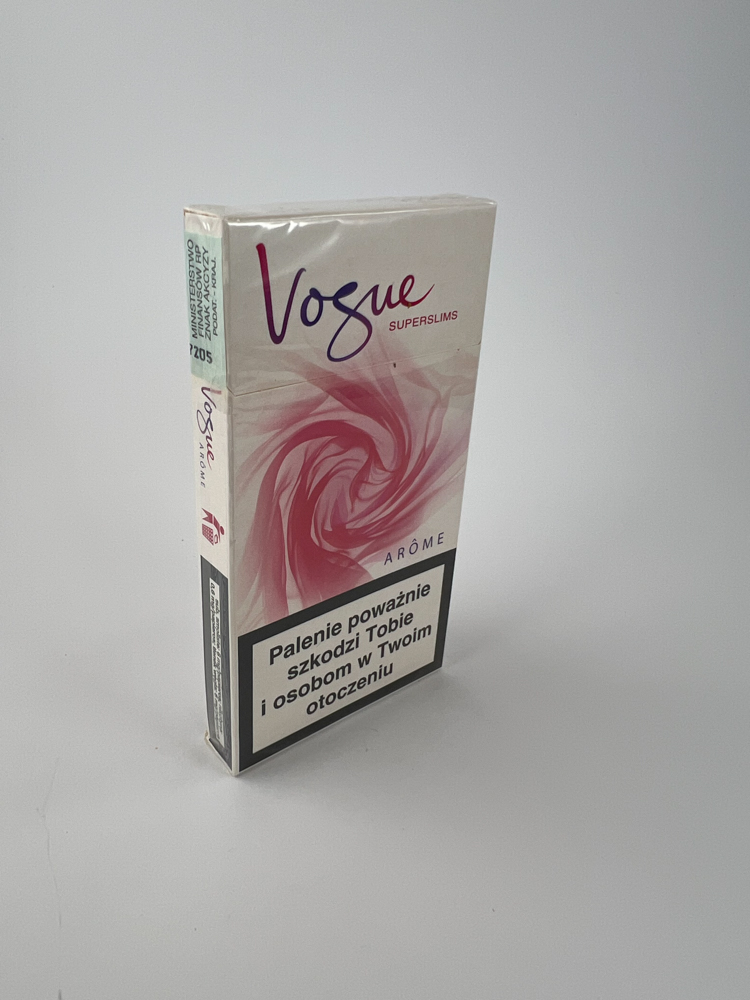 Vogue
SUPERSLIMS
ARÔME
Palenie poważnie
szkodzi Tobie
i osobom w Twoim
otoczeniu
MINISTERSTWO
FINANSÓW RP
ZNAK AKCYZY
PODAT. - KRAJ.
7205
Vogue
ARÔME